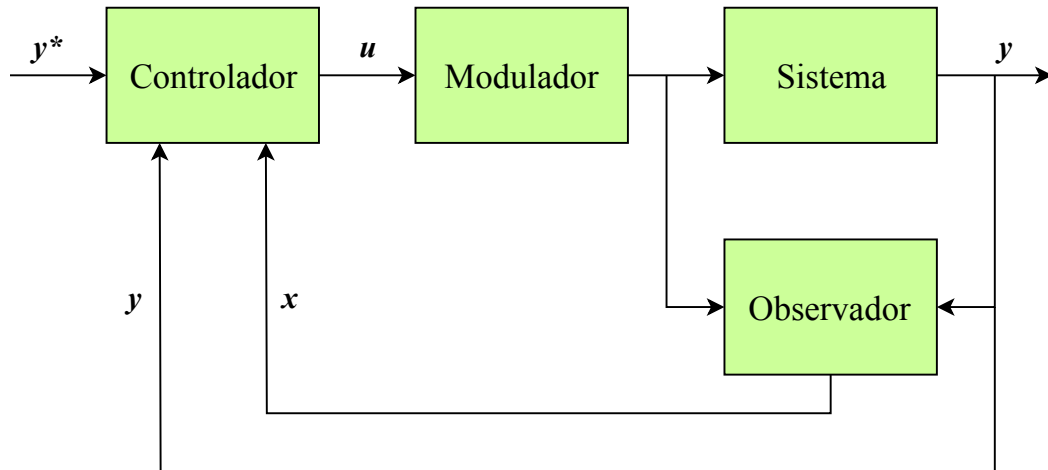 y*
Controlador
u
Modulador
Sistema
y
y
x
Observador